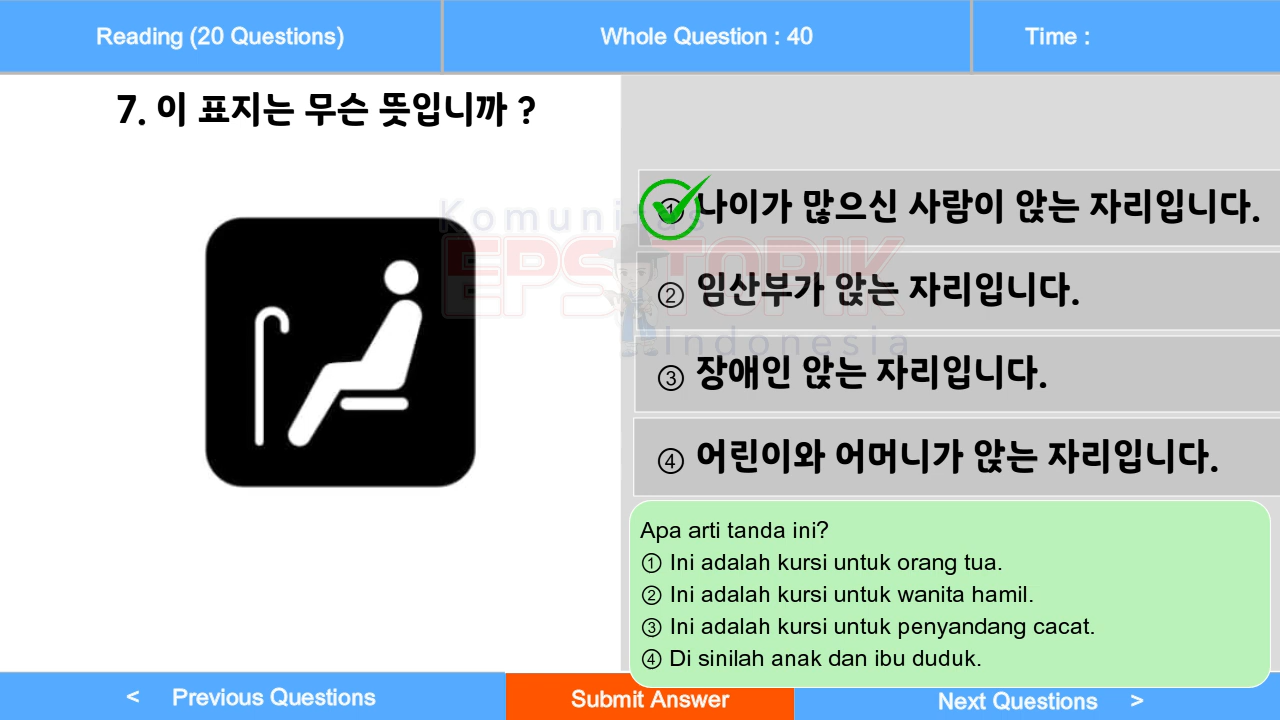 Reading (20 Questions)
Whole Question : 40
Time :
7. 이 표지는 무슨 뜻입니까 ?
① 나이가 많으신 사람이 앉는 자리입니다.
② 임산부가 앉는 자리입니다.
③ 장애인 앉는 자리입니다.
④ 어린이와 어머니가 앉는 자리입니다.
Komunitas
EPS TOPIK
Indonesia
Apa arti tanda ini?
① Ini adalah kursi untuk orang tua.
② Ini adalah kursi untuk wanita hamil.
③ Ini adalah kursi untuk penyandang cacat.
④ Di sinilah anak dan ibu duduk.
< Previous Questions
Submit Answer
Next Questions >